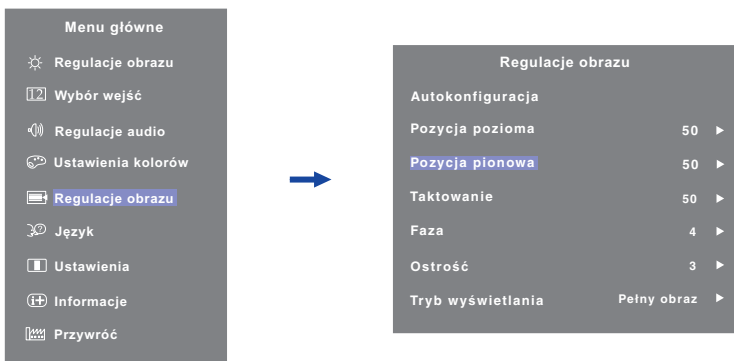 Menu główne
Regulacje obrazu
12 Wybór wejść
Regulacje audio
Ustawienia kolorów
Regulacje obrazu
? Język
Ustawienia
i+ Informacje
Przywróć
Regulacje obrazu
Autokonfiguracja
Pozycja pozioma 50
Pozycja pionowa 50
Taktowanie 50
Faza 4
Ostrość 3
Tryb wyświetlania Pełny obraz